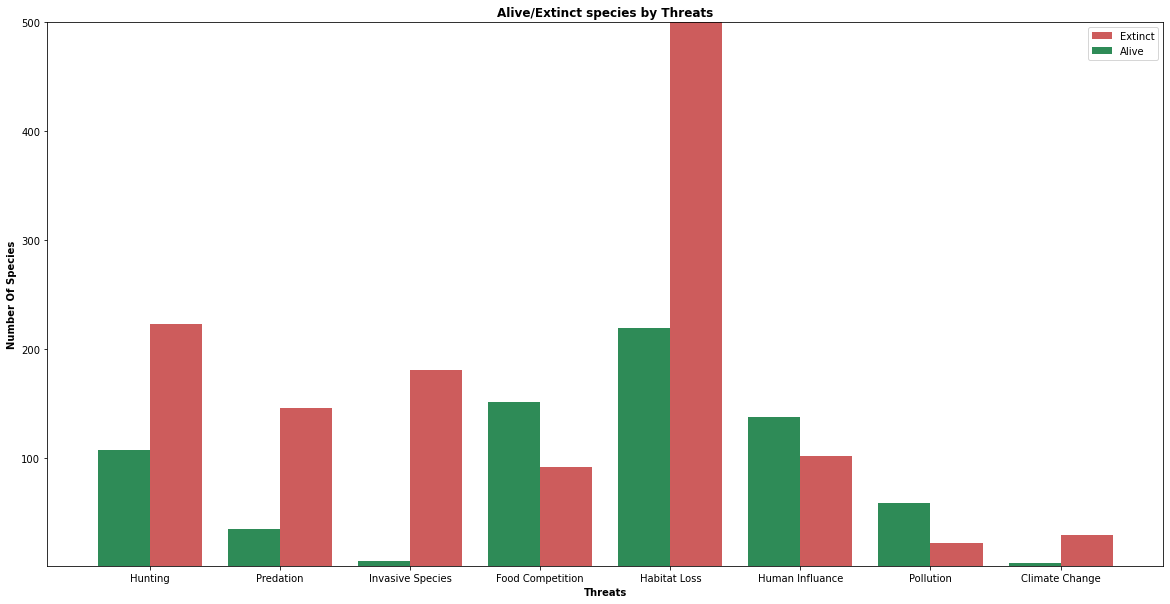 Alive/Extinct species by Threats
Extinct
Alive
500
400
300
200
100
Number Of Species
Hunting Predation Invasive Species Food Competition Habitat Loss Human Influance Pollution Climate Change
Threats